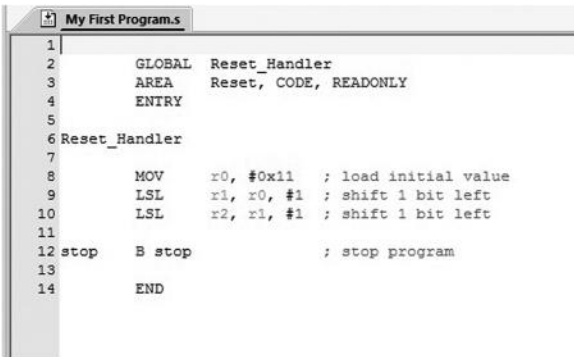 My First Program.s
1
2 GLOBAL Reset_Handler
3 AREA Reset, CODE, READONLY
4 ENTRY
5
6 Reset_Handler
7
8 MOV r0, #0x11 ; load initial value
9 LSL r1, r0, #1 ; shift 1 bit left
10 LSL r2, r1, #1 ; shift 1 bit left
11
12 stop B stop ; stop program
13
14 END